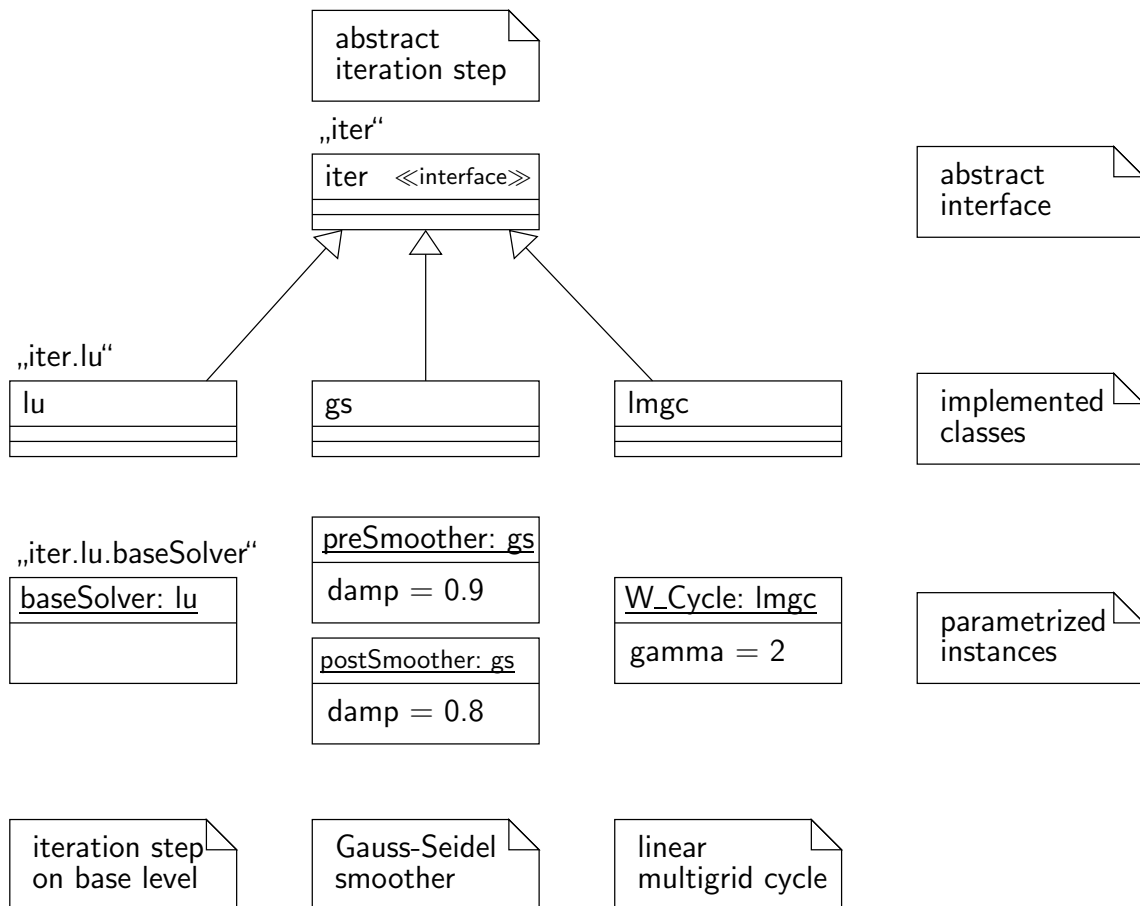 abstract
iteration step
„iter“
iter ≪interface≫
abstract
interface
„iter.lu“
lu
gs
lmgc
implemented
classes
„iter.lu.baseSolver“
baseSolver: lu
preSmoother: gs
damp = 0.9
postSmoother: gs
damp = 0.8
W_Cycle: lmgc
gamma = 2
parametrized
instances
iteration step
on base level
Gauss-Seidel
smoother
linear
multigrid cycle